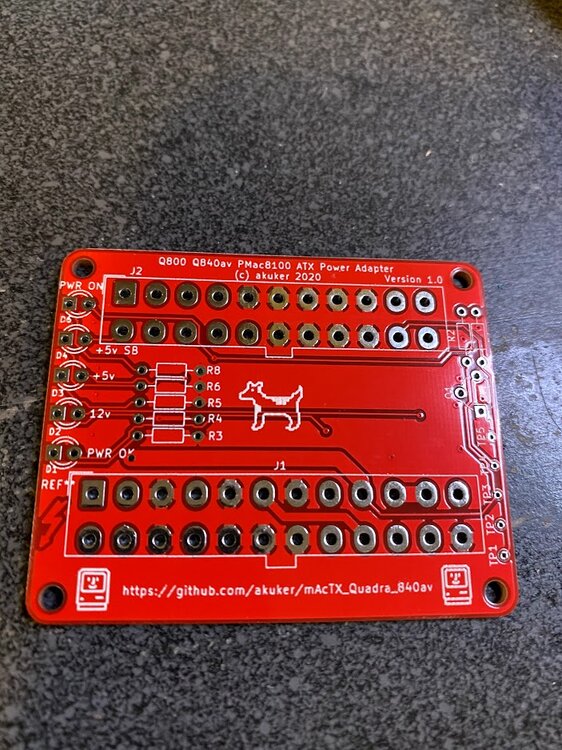 Q800 Q840av PMac8100 ATX Power Adapter
(c) akuker 2020
Version 1.0
J2
PWR ON
D6
+5v SB
D4
+5v
D3
12v
D2
PWR OK
D1
REF**
R8
R6
R5
R4
R3
J1
R2
TP5
TP3
TP2
TP1
https://github.com/akuker/mAcTX_Quadra_840av